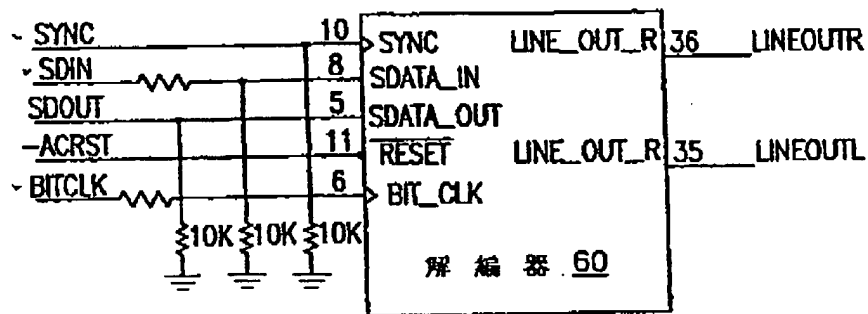 SYNC 10 SYNC LINE_OUT_R 36 LINEOUTR
SDIN 8 SDATA_IN
SDOUT 5 SDATA_OUT
-ACRST 11 RESET LINE_OUT_R 35 LINEOUTL
BITCLK 6 BIT_CLK
10K 10K 10K
解編器 60